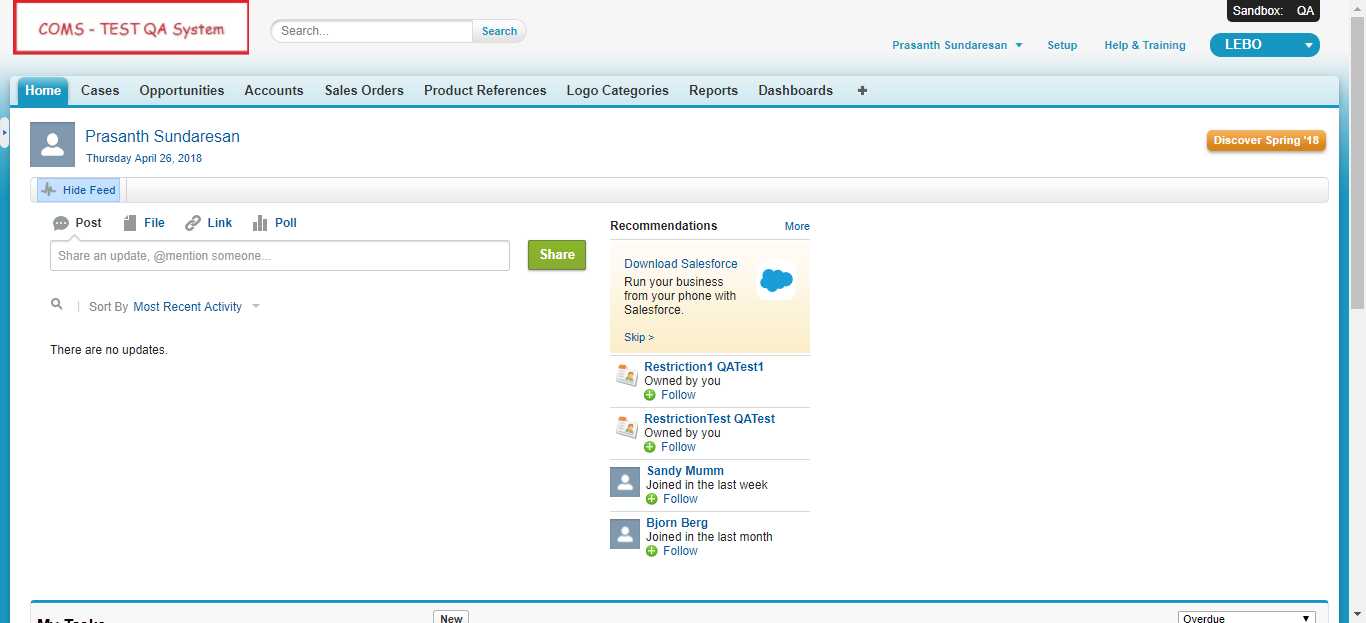 COMS - TEST QA System
Search...
Search
Sandbox: QA
Prasanth Sundaresan
Setup
Help & Training
LEBO
Home
Cases
Opportunities
Accounts
Sales Orders
Product References
Logo Categories
Reports
Dashboards
+
Prasanth Sundaresan
Thursday April 26, 2018
Discover Spring '18
Hide Feed
Post
File
Link
Poll
Share an update, @mention someone...
Share
Sort By Most Recent Activity
There are no updates.
Recommendations
More
Download Salesforce
Run your business
from your phone with
Salesforce.
Skip >
Restriction1 QATest1
Owned by you
Follow
RestrictionTest QATest
Owned by you
Follow
Sandy Mumm
Joined in the last week
Follow
Bjorn Berg
Joined in the last month
Follow
My Tasks
New
Overdue